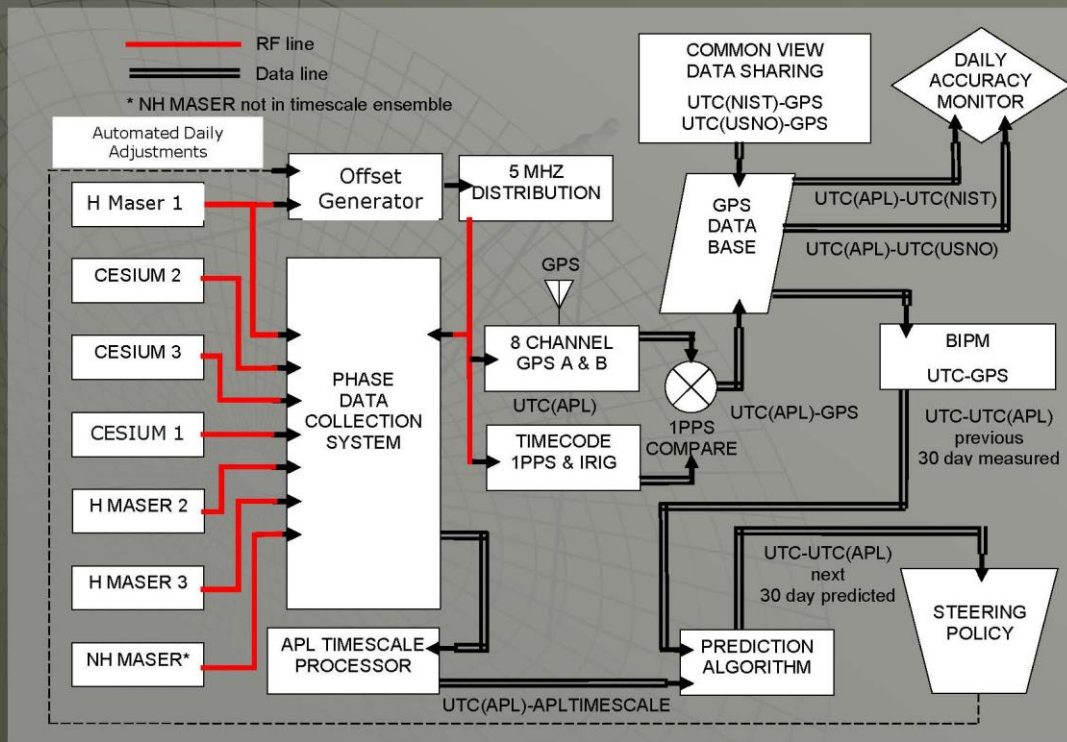 RF line
Data line
* NH MASER not in timescale ensemble
Automated Daily
Adjustments
H Maser 1
CESIUM 2
CESIUM 3
CESIUM 1
H MASER 2
H MASER 3
NH MASER*
Offset
Generator
5 MHZ
DISTRIBUTION
PHASE
DATA
COLLECTION
SYSTEM
APL TIMESCALE
PROCESSOR
GPS
8 CHANNEL
GPS A & B
UTC(APL)
TIMECODE
1PPS & IRIG
1PPS
COMPARE
UTC(APL)-GPS
COMMON VIEW
DATA SHARING
UTC(NIST)-GPS
UTC(USNO)-GPS
GPS
DATA
BASE
DAILY
ACCURACY
MONITOR
UTC(APL)-UTC(NIST)
UTC(APL)-UTC(USNO)
BIPM
UTC-GPS
UTC-UTC(APL)
previous
30 day measured
UTC-UTC(APL)
next
30 day predicted
PREDICTION
ALGORITHM
UTC(APL)-APLTIMESCALE
STEERING
POLICY